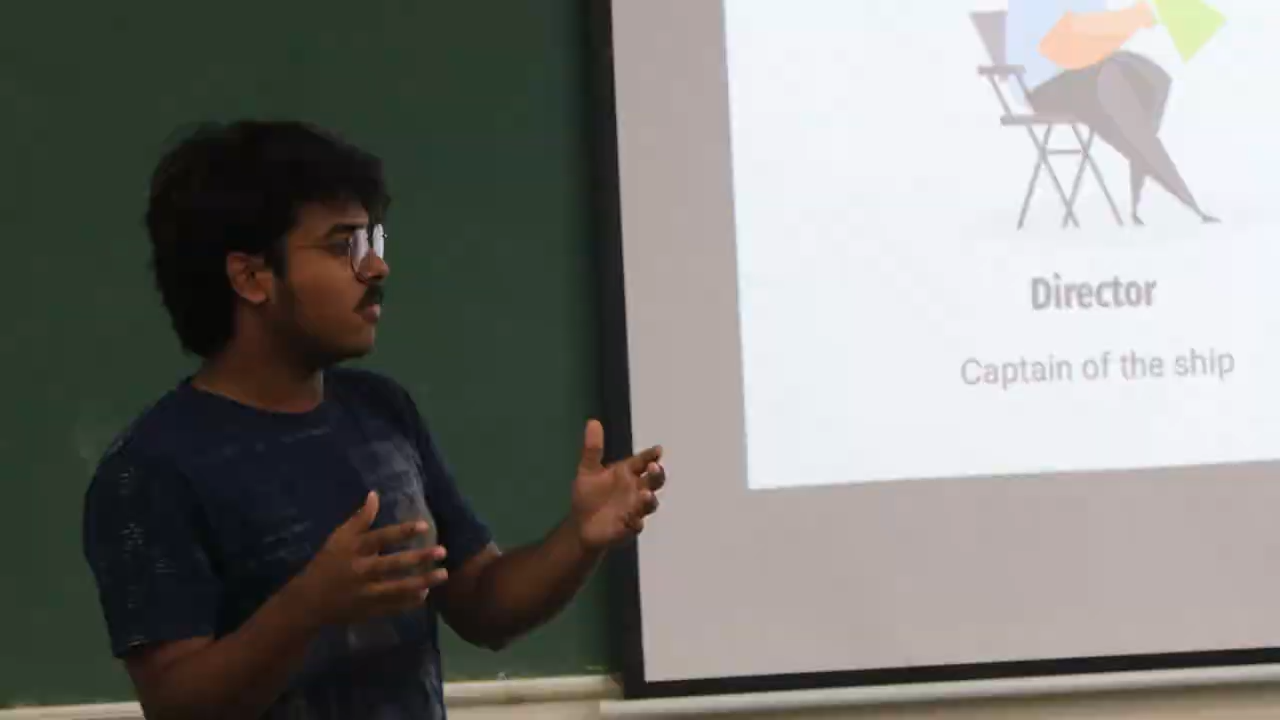 Director
Captain of the ship